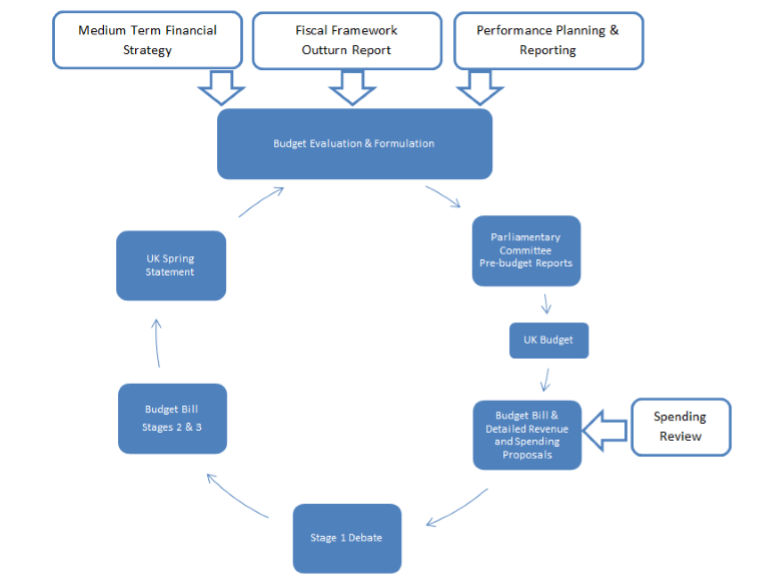 Medium Term Financial
Strategy
Fiscal Framework
Outturn Report
Performance Planning &
Reporting
Budget Evaluation & Formulation
Parliamentary
Committee
Pre-budget Reports
UK Budget
Budget Bill &
Detailed Revenue
and Spending
Proposals
Spending
Review
Stage 1 Debate
Budget Bill
Stages 2 & 3
UK Spring
Statement